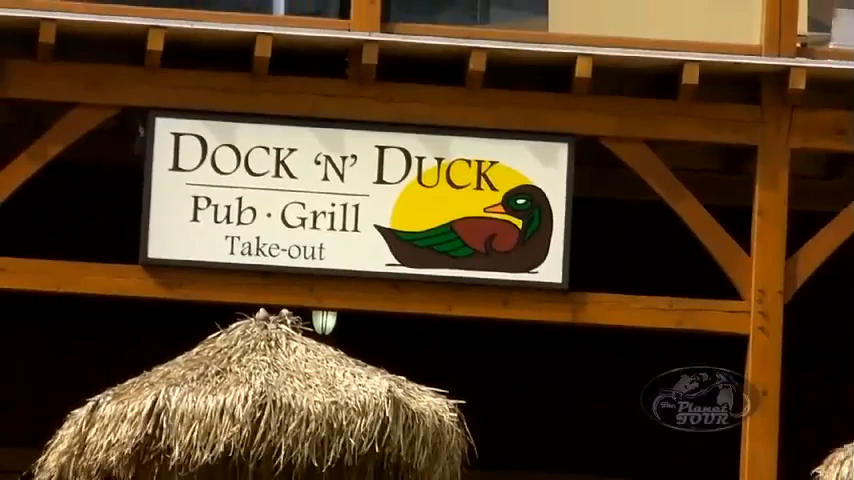 DOCK 'N' DUCK
Pub · Grill
Take-out
The Planet
TOUR